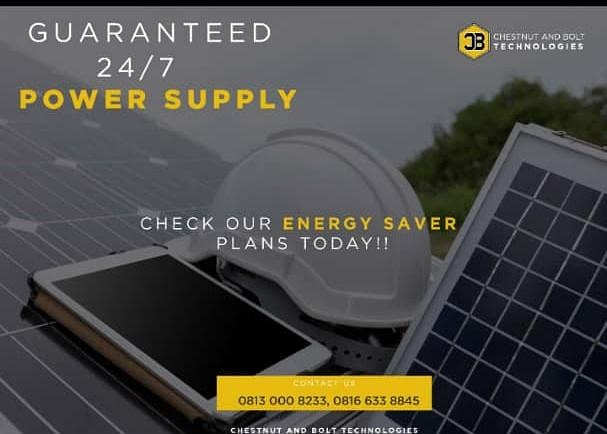 GUARANTEED
24/7
POWER SUPPLY
CB
CHESTNUT AND BOLT
TECHNOLOGIES
CHECK OUR ENERGY SAVER
PLANS TODAY!!
CONTACT US
0813 000 8233, 0816 633 8845
CHESTNUT AND BOLT TECHNOLOGIES